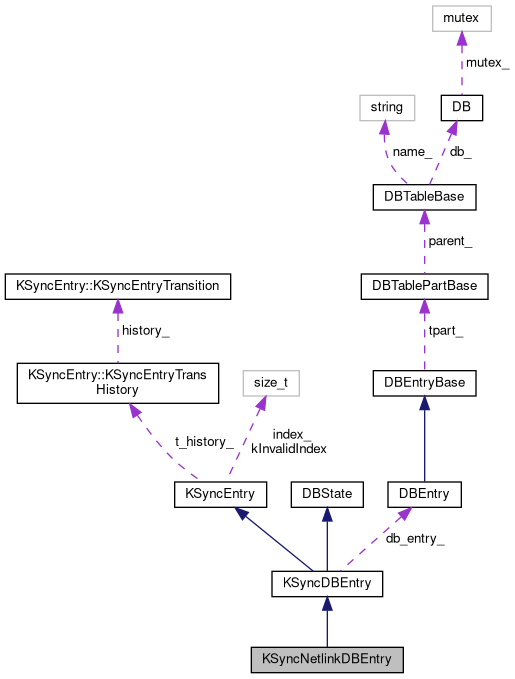 mutex
mutex_
string
DB
name_
db_
DBTableBase
parent_
KSyncEntry::KSyncEntryTransition
DBTablePartBase
history_
tpart_
KSyncEntry::KSyncEntryTrans
History
size_t
DBEntryBase
t_history_
index_
kInvalidIndex
KSyncEntry
DBState
DBEntry
db_entry_
KSyncDBEntry
KSyncNetlinkDBEntry